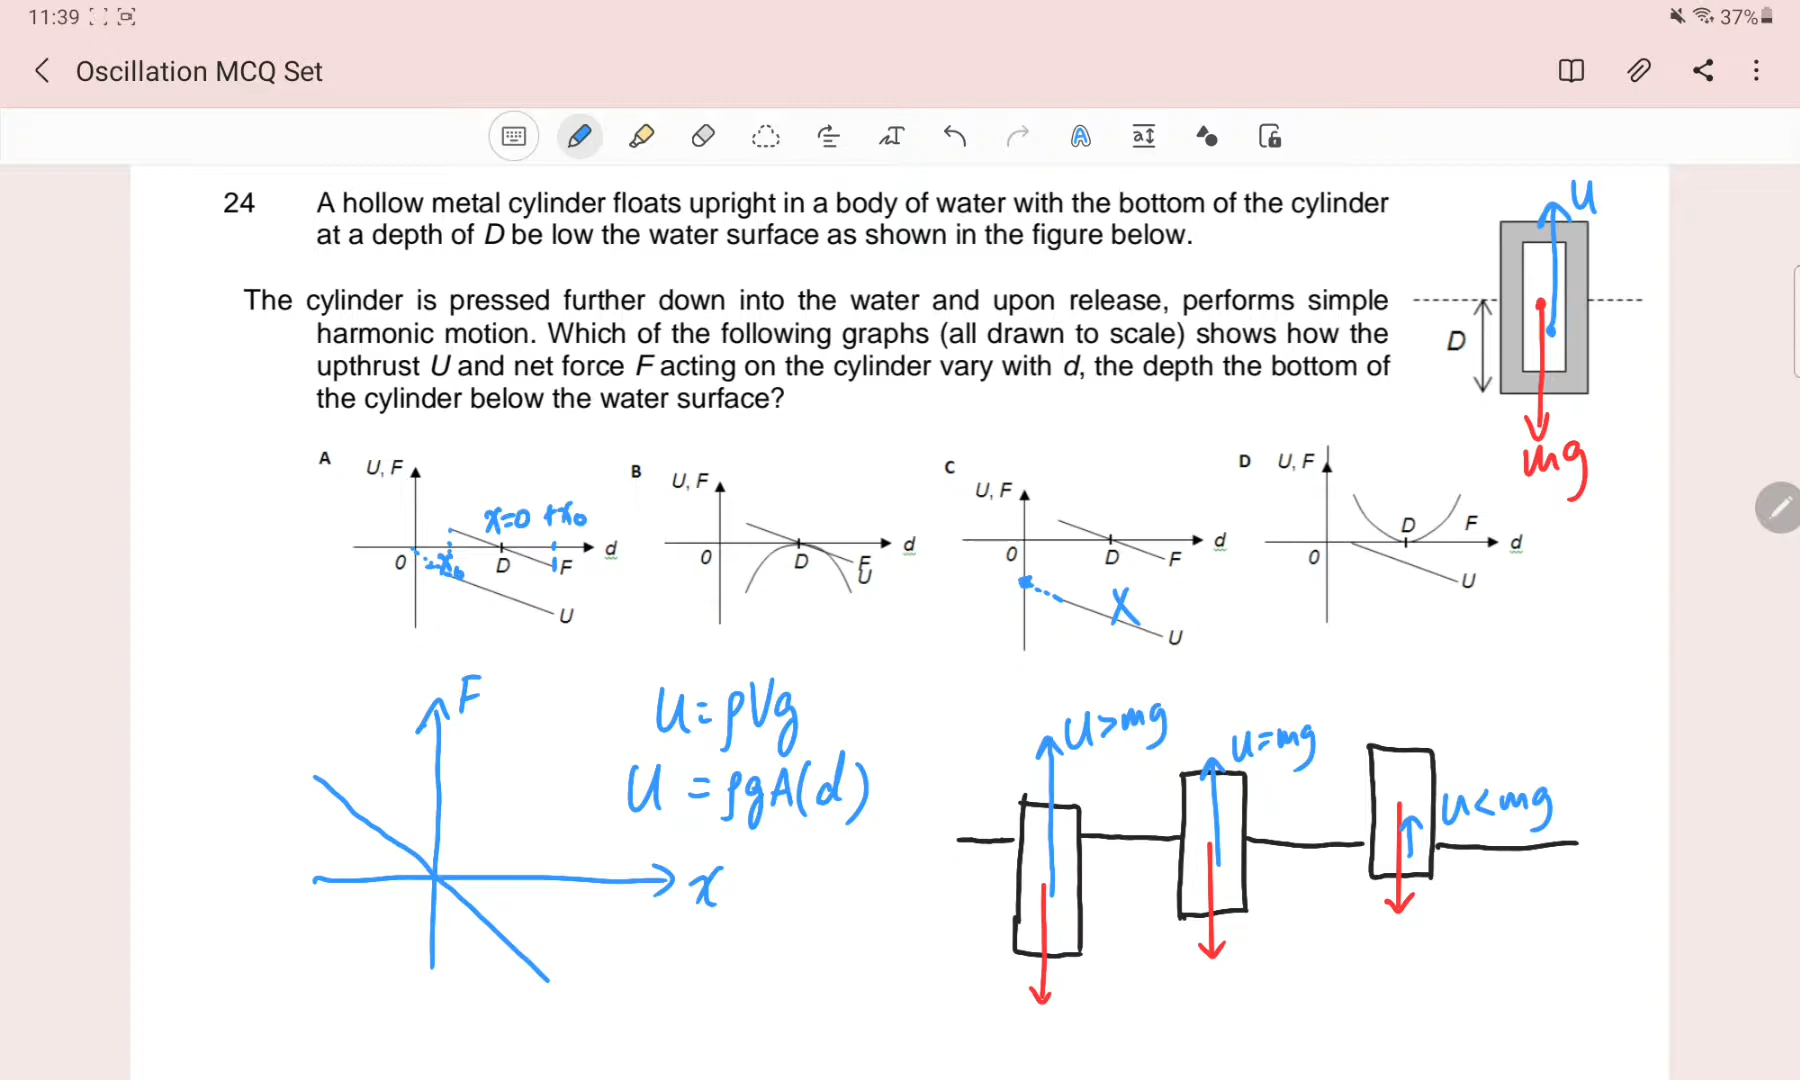 11:39
37%
Oscillation MCQ Set
24 A hollow metal cylinder floats upright in a body of water with the bottom of the cylinder
at a depth of D be low the water surface as shown in the figure below.
The cylinder is pressed further down into the water and upon release, performs simple
harmonic motion. Which of the following graphs (all drawn to scale) shows how the
upthrust U and net force F acting on the cylinder vary with d, the depth the bottom of
the cylinder below the water surface?
U
D
mg
A U, F
x=0 +x₀
0 D F d
-x₀
U
B U, F
0 D d
F
U
C U, F
0 D F d
X
U
D U, F
D F
0 d
U
F
x
U=ρVg
U = ρgA(d)
U>mg
U=mg
U<mg